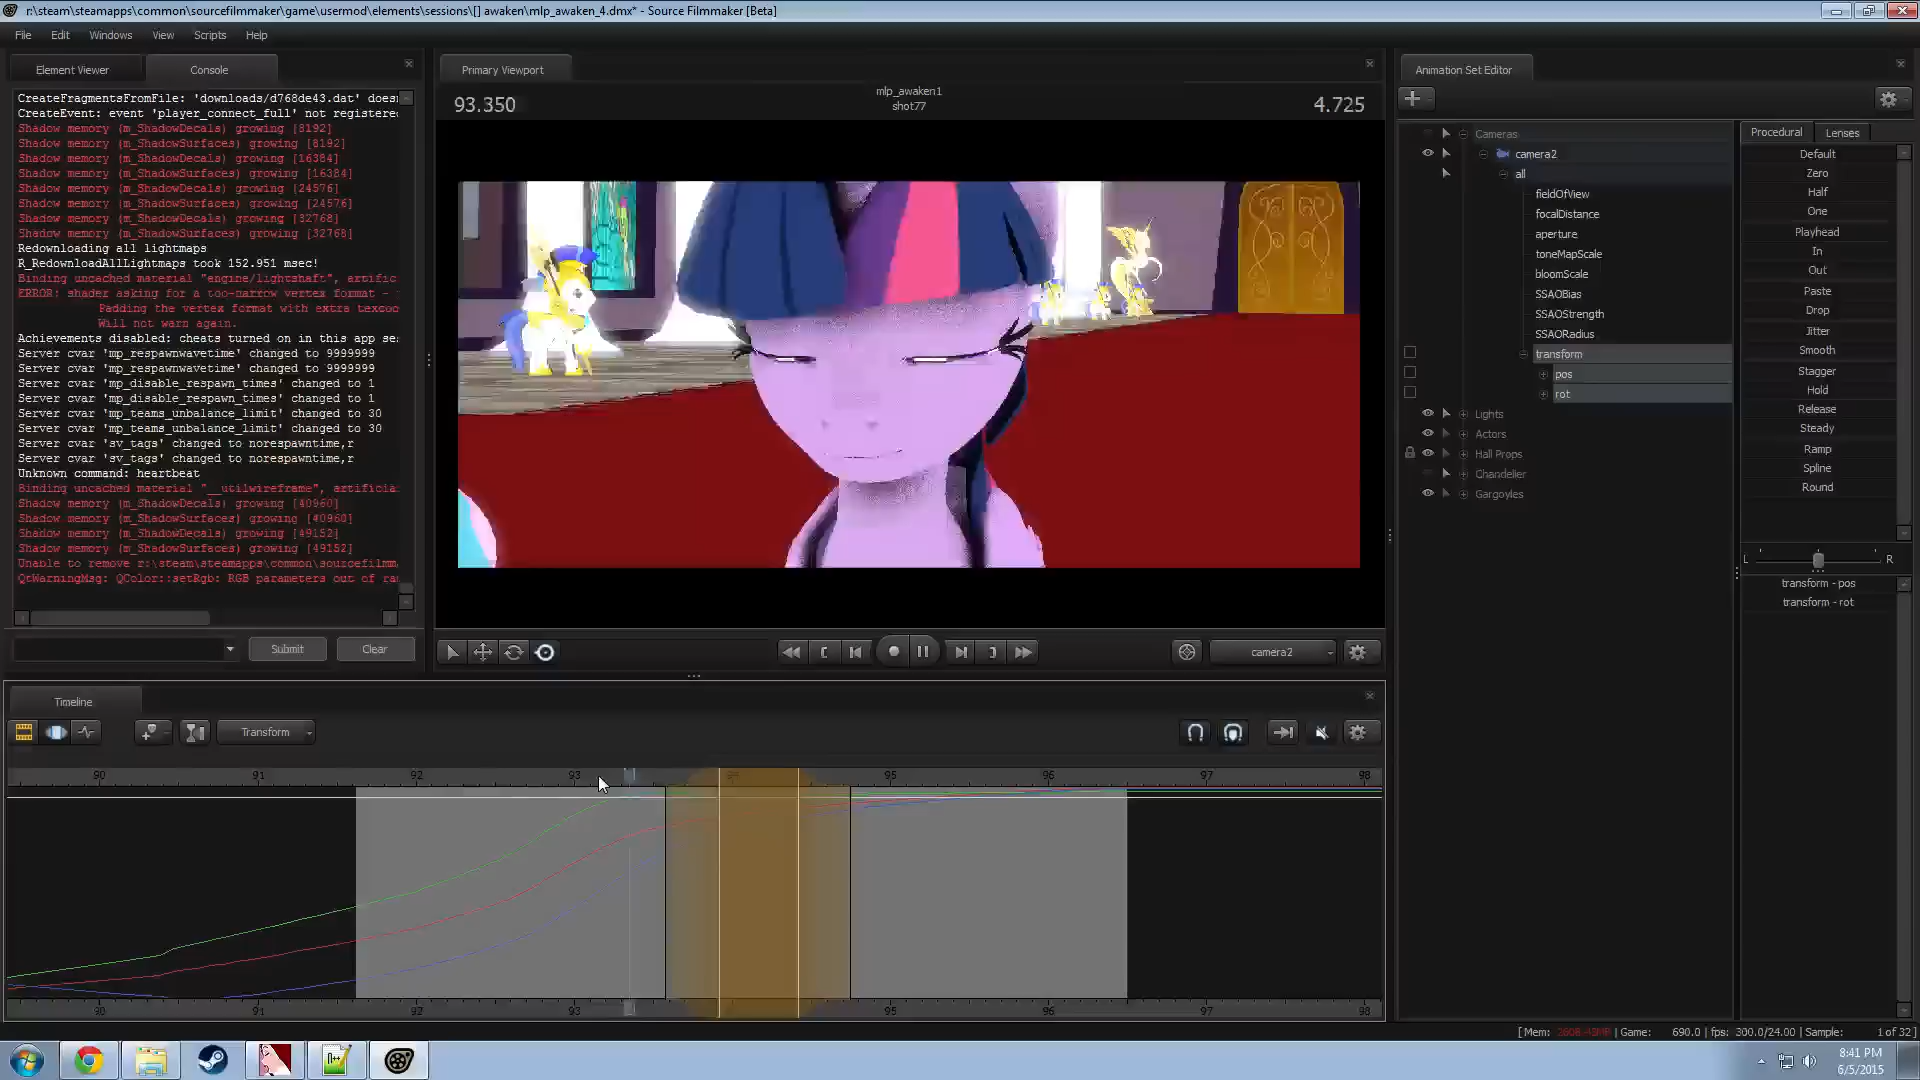 r:\steam\steamapps\common\sourcefilmmaker\game\usermod\elements\sessions\[] awaken\mlp_awaken_4.dmx* - Source Filmmaker [Beta]
File Edit Windows View Scripts Help
Element Viewer Console
CreateFragmentsFromFile: 'downloads/d768de43.dat' does
CreateEvent: event 'player_connect_full' not registere
Shadow memory (m_ShadowDecals) growing [8192]
Shadow memory (m_ShadowSurfaces) growing [8192]
Shadow memory (m_ShadowDecals) growing [16384]
Shadow memory (m_ShadowSurfaces) growing [16384]
Shadow memory (m_ShadowDecals) growing [24576]
Shadow memory (m_ShadowSurfaces) growing [24576]
Shadow memory (m_ShadowDecals) growing [32768]
Shadow memory (m_ShadowSurfaces) growing [32768]
Redownloading all lightmaps
R_RedownloadAllLightmaps took 152.951 msec!
Binding uncached material "engine/lightshaft", artific
ERROR: shader asking for a too-narrow vertex format -
Padding the vertex format with extra texcoo
Will not warn again.
Achievements disabled: cheats turned on in this app se
Server cvar 'mp_respawnwavetime' changed to 9999999
Server cvar 'mp_respawnwavetime' changed to 9999999
Server cvar 'mp_disable_respawn_times' changed to 1
Server cvar 'mp_disable_respawn_times' changed to 1
Server cvar 'mp_teams_unbalance_limit' changed to 30
Server cvar 'mp_teams_unbalance_limit' changed to 30
Server cvar 'sv_tags' changed to norespawntime,r
Server cvar 'sv_tags' changed to norespawntime,r
Unknown command: heartbeat
Binding uncached material "__utilwireframe", artificia
Shadow memory (m_ShadowDecals) growing [40960]
Shadow memory (m_ShadowSurfaces) growing [40960]
Shadow memory (m_ShadowDecals) growing [49152]
Shadow memory (m_ShadowSurfaces) growing [49152]
Unable to remove r:\steam\steamapps\common\sourcefilmm
QtWarningMsg: QColor::setRgb: RGB parameters out of ra
Submit Clear
Primary Viewport
93.350
mlp_awaken1
shot77
4.725
camera2
Animation Set Editor
Cameras
camera2
all
fieldOfView
focalDistance
aperture
toneMapScale
bloomScale
SSAOBias
SSAOStrength
SSAORadius
transform
pos
rot
Lights
Actors
Hall Props
Chandelier
Gargoyles
Procedural Lenses
Default
Zero
Half
One
Playhead
In
Out
Paste
Drop
Jitter
Smooth
Stagger
Hold
Release
Steady
Ramp
Spline
Round
L R
transform - pos
transform - rot
Timeline
Transform
90 91 92 93 94 95 96 97 98
90 91 92 93 95 96 97 98
[ Mem: 2608.48MB | Game: 690.0 | fps: 300.0/24.00 | Sample: 1 of 32 ]
8:41 PM
6/5/2015